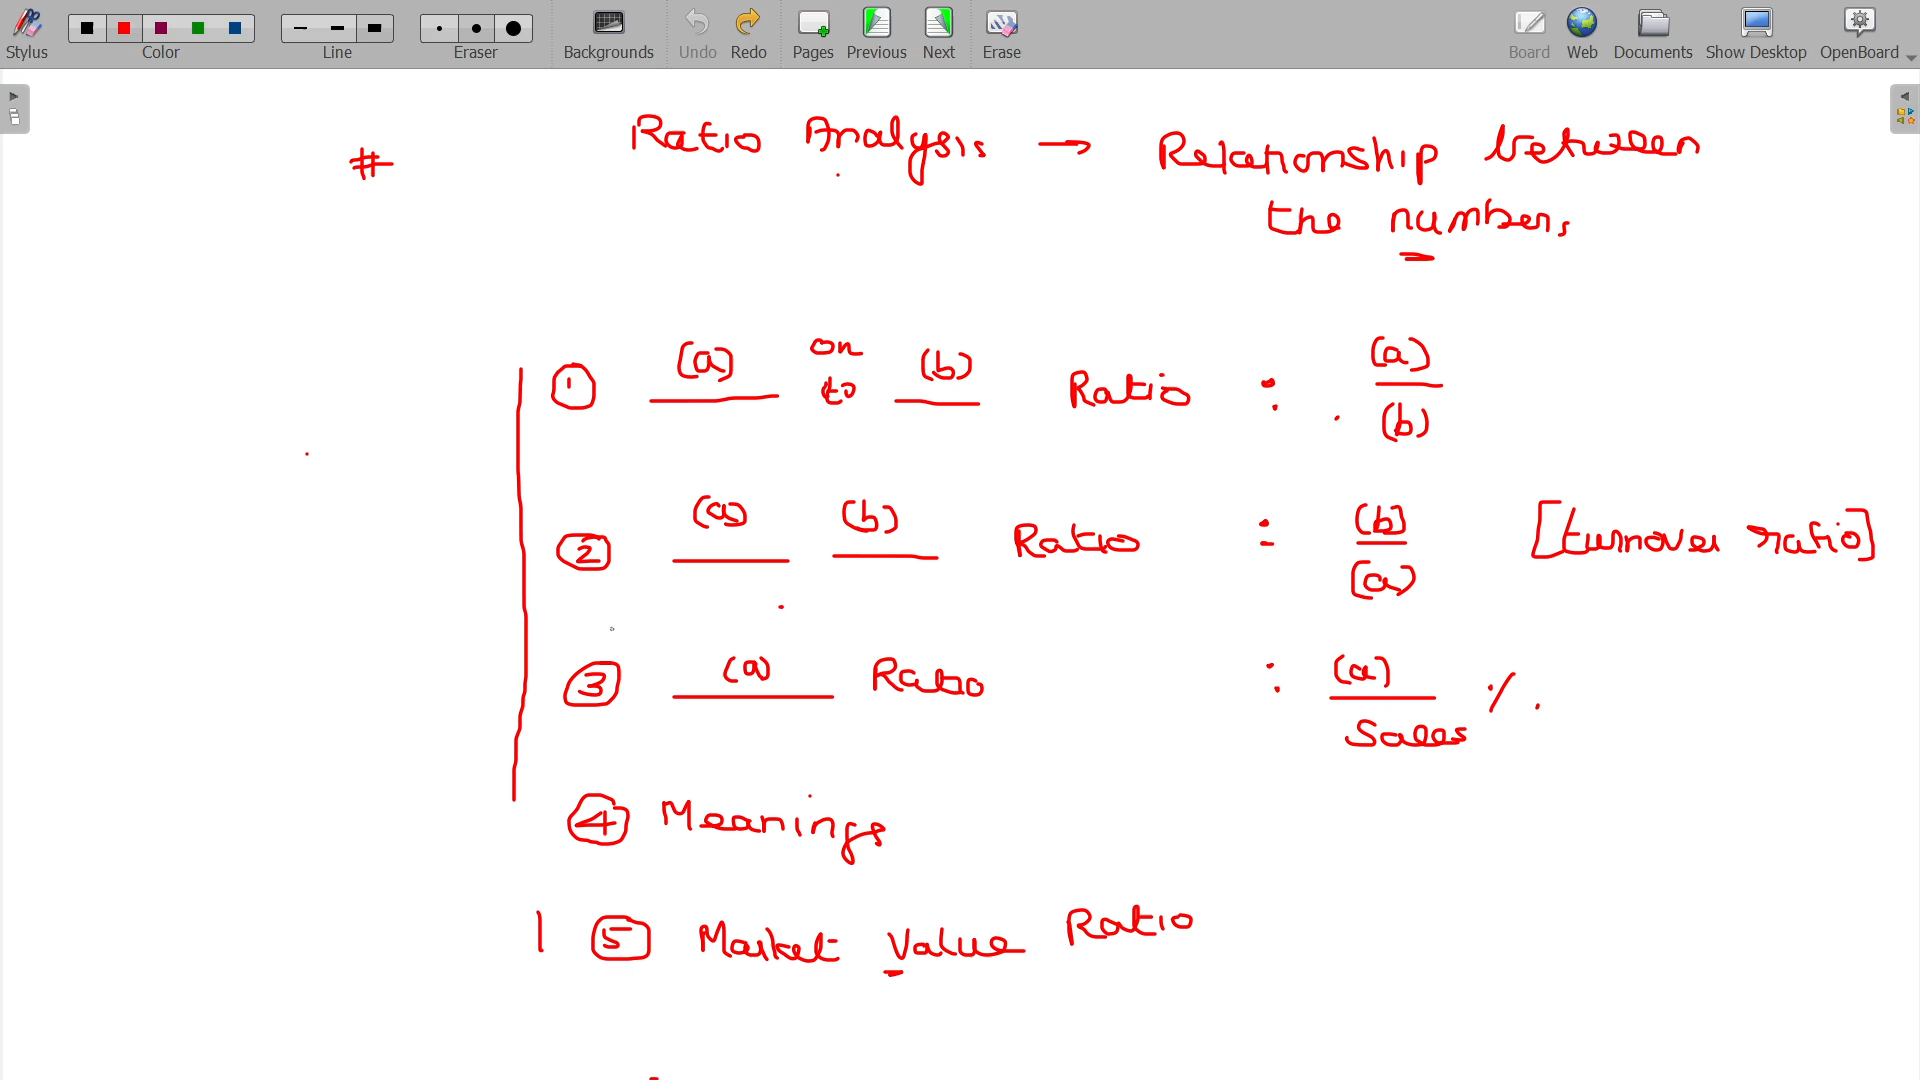 Stylus Color Line Eraser Backgrounds Undo Redo Pages Previous Next Erase Board Web Documents Show Desktop OpenBoard
# Ratio Analysis → Relationship between
the numbers
① (a) on to (b) Ratio : (a) / (b)
② (a) (b) Ratio : (b) / (a) [turnover ratio]
③ (a) Ratio : (a) / Sales %.
④ Meanings
⑤ Market Value Ratio